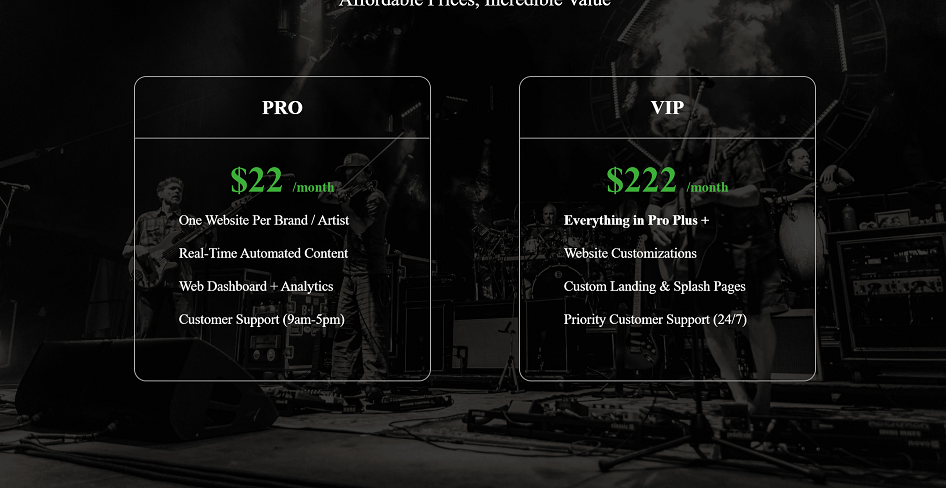 Affordable Prices, Incredible Value
PRO
$22 /month
One Website Per Brand / Artist
Real-Time Automated Content
Web Dashboard + Analytics
Customer Support (9am-5pm)
VIP
$222 /month
Everything in Pro Plus +
Website Customizations
Custom Landing & Splash Pages
Priority Customer Support (24/7)